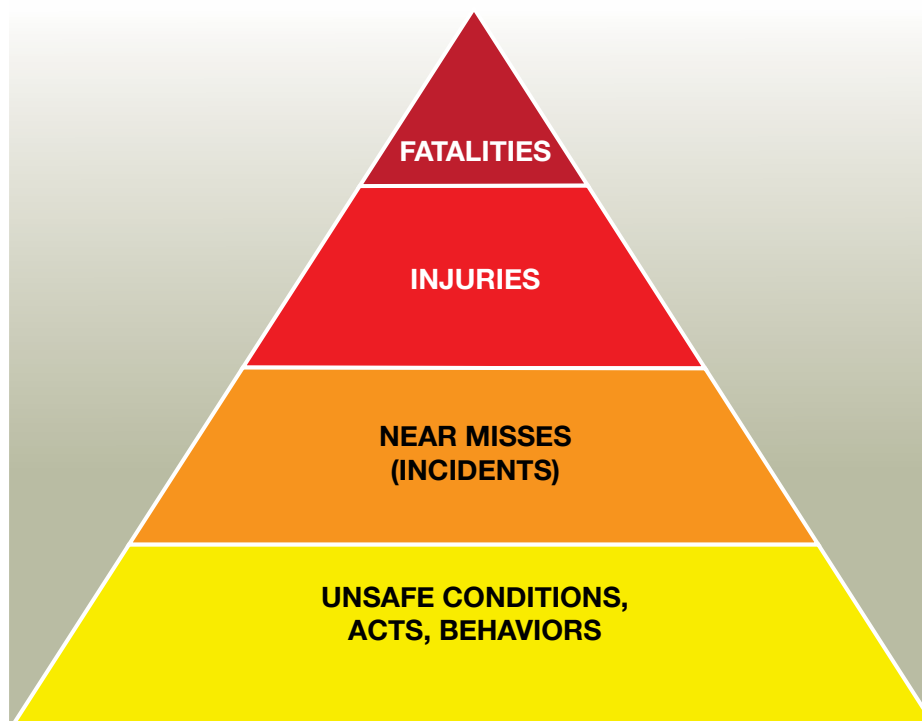 FATALITIES
INJURIES
NEAR MISSES
(INCIDENTS)
UNSAFE CONDITIONS,
ACTS, BEHAVIORS